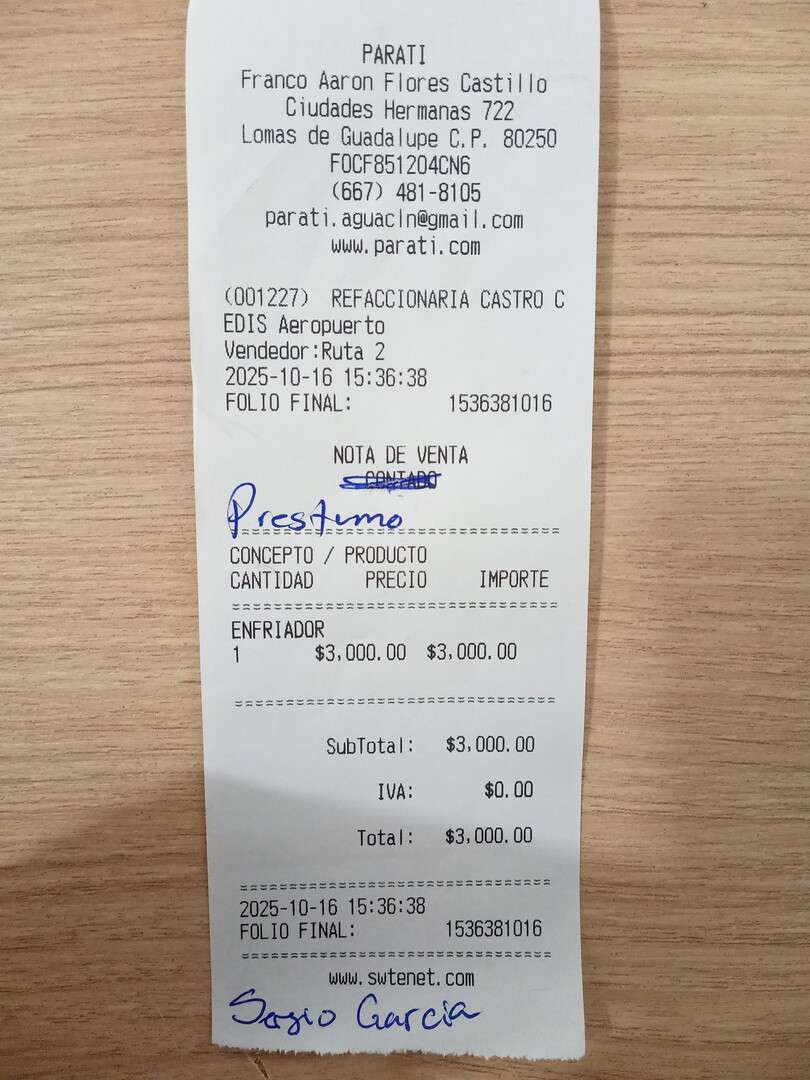 PARATI
Franco Aaron Flores Castillo
Ciudades Hermanas 722
Lomas de Guadalupe C.P. 80250
FOCF851204CN6
(667) 481-8105
parati.aguacln@gmail.com
www.parati.com
(001227) REFACCIONARIA CASTRO C
EDIS Aeropuerto
Vendedor:Ruta 2
2025-10-16 15:36:38
FOLIO FINAL: 1536381016
NOTA DE VENTA
CONTADO
Prestamo
==============================
CONCEPTO / PRODUCTO
CANTIDAD PRECIO IMPORTE
==============================
ENFRIADOR
1 $3,000.00 $3,000.00
==============================
SubTotal: $3,000.00
IVA: $0.00
Total: $3,000.00
==============================
2025-10-16 15:36:38
FOLIO FINAL: 1536381016
==============================
www.swtenet.com
Sergio Garcia